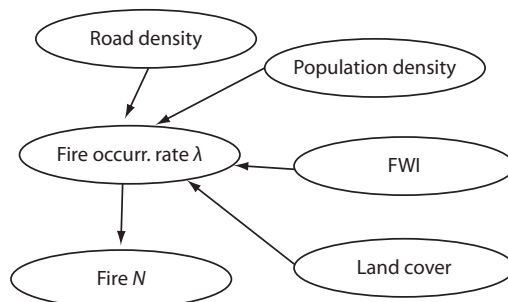 Road density
Population density
Fire occurr. rate λ
FWI
Land cover
Fire N